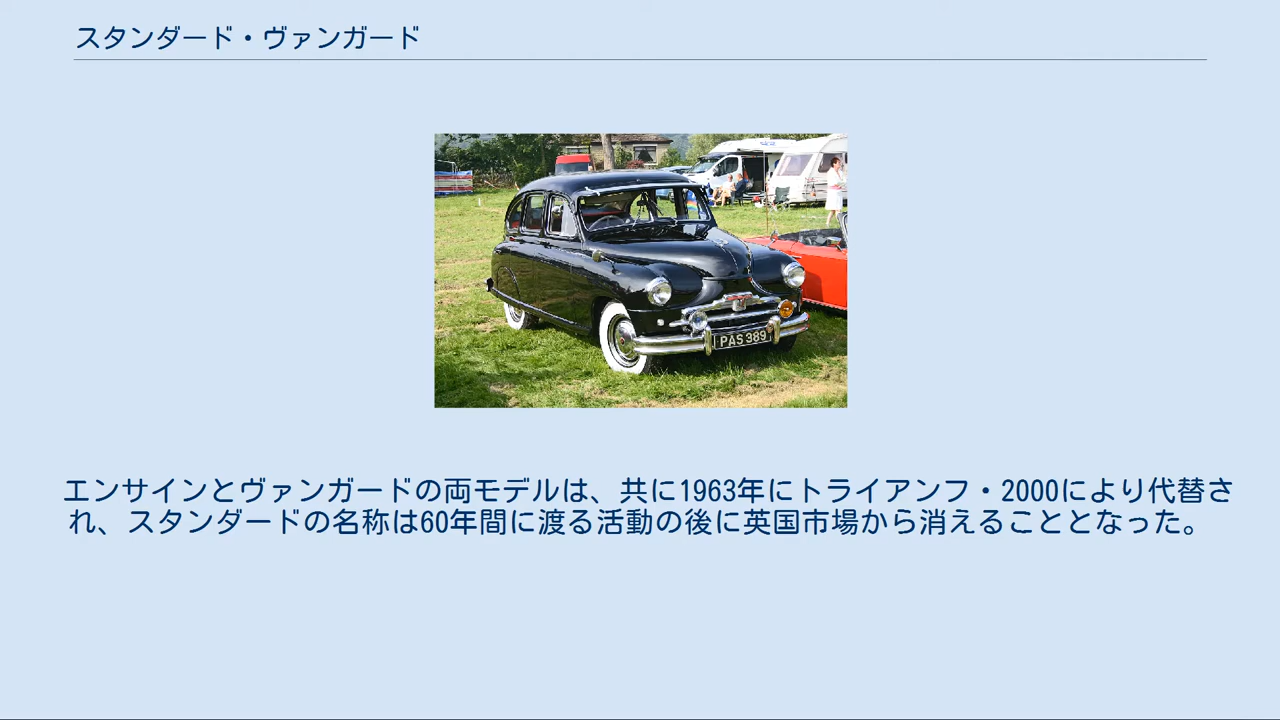 スタンダード・ヴァンガード
PAS 389
エンサインとヴァンガードの両モデルは、共に1963年にトライアンフ・2000により代替さ
れ、スタンダードの名称は60年間に渡る活動の後に英国市場から消えることとなった。